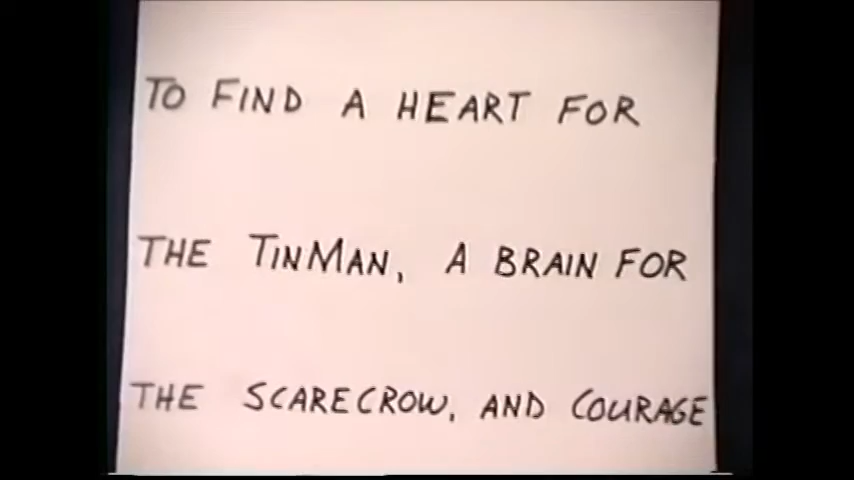 TO FIND A HEART FOR
THE TINMAN, A BRAIN FOR
THE SCARECROW, AND COURAGE